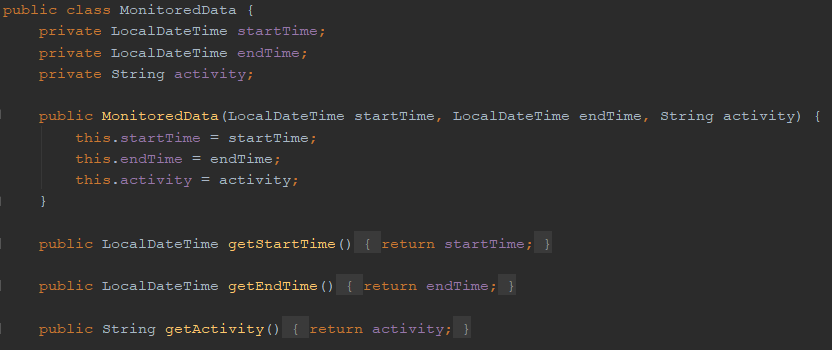 public class MonitoredData {
    private LocalDateTime startTime;
    private LocalDateTime endTime;
    private String activity;

    public MonitoredData(LocalDateTime startTime, LocalDateTime endTime, String activity) {
        this.startTime = startTime;
        this.endTime = endTime;
        this.activity = activity;
    }

    public LocalDateTime getStartTime() { return startTime; }

    public LocalDateTime getEndTime() { return endTime; }

    public String getActivity() { return activity; }